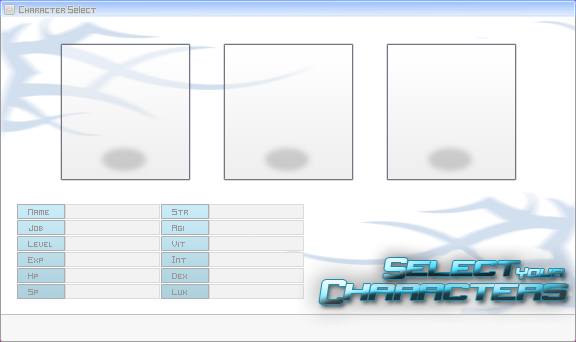 Character Select
Name Str
Job Agi
Level Vit
Exp Int
Hp Dex
Sp Luk
Select Your
Characters